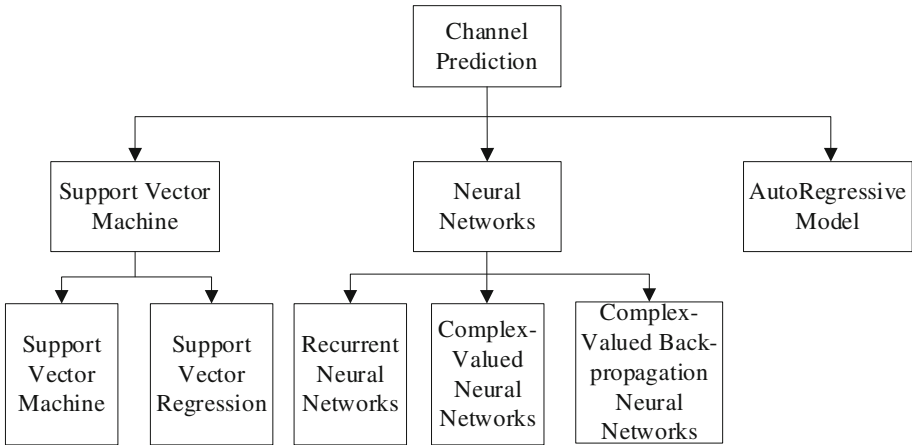 Channel
Prediction
Support Vector
Machine
Neural
Networks
AutoRegressive
Model
Support
Vector
Machine
Support
Vector
Regression
Recurrent
Neural
Networks
Complex-
Valued
Neural
Networks
Complex-
Valued Back-
propagation
Neural
Networks